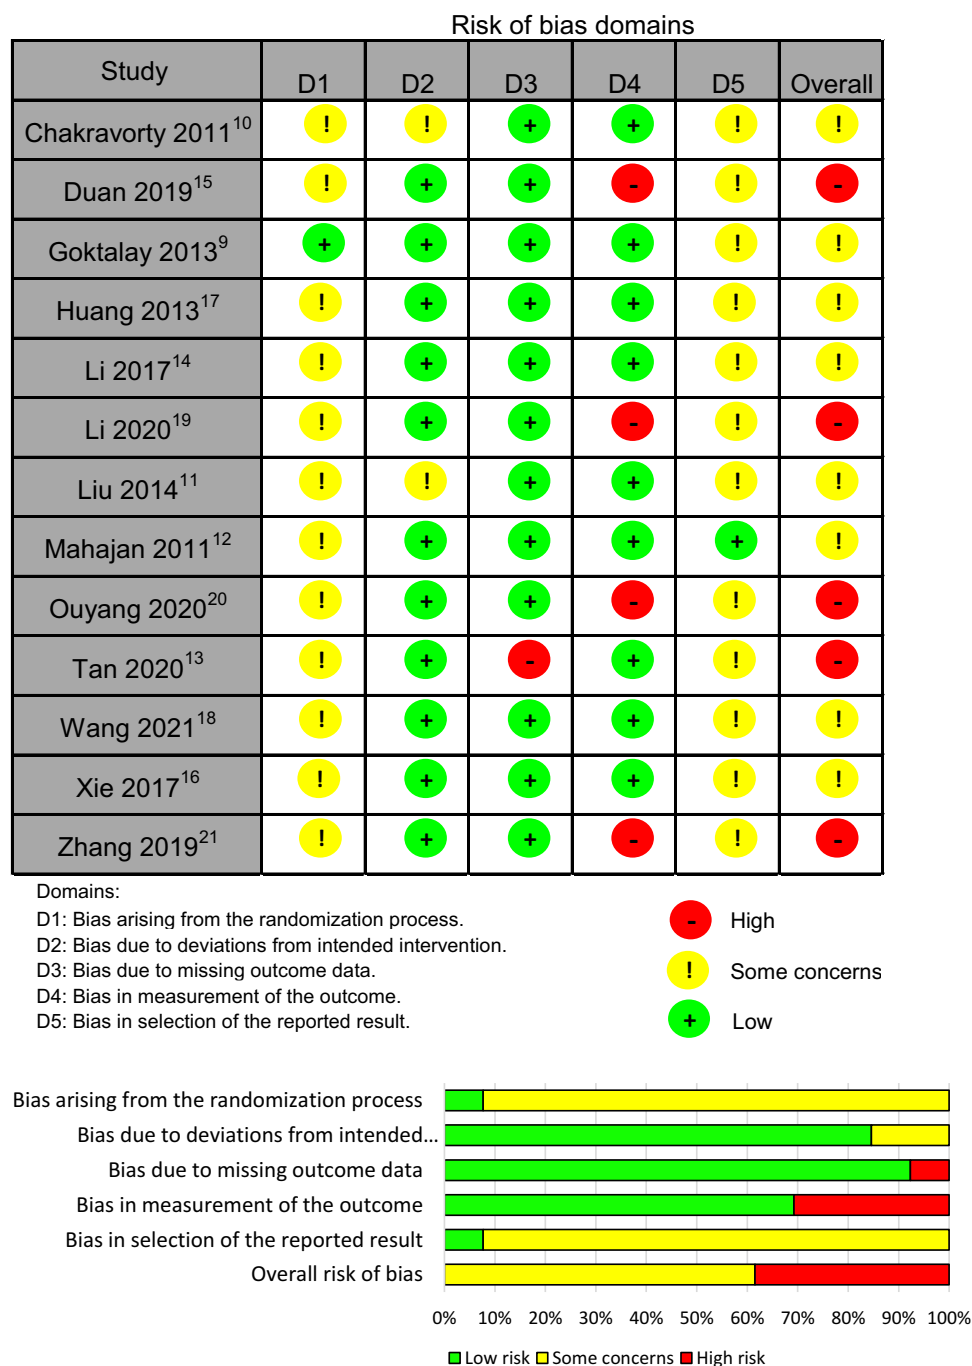 Risk of bias domains
Study D1 D2 D3 D4 D5 Overall
Chakravorty 2011¹⁰ ! ! + + ! !
Duan 2019¹⁵ ! + + - ! -
Goktalay 2013⁹ + + + + ! !
Huang 2013¹⁷ ! + + + ! !
Li 2017¹⁴ ! + + + ! !
Li 2020¹⁹ ! + + - ! -
Liu 2014¹¹ ! ! + + ! !
Mahajan 2011¹² ! + + + + !
Ouyang 2020²⁰ ! + + - ! -
Tan 2020¹³ ! + - + ! -
Wang 2021¹⁸ ! + + + ! !
Xie 2017¹⁶ ! + + + ! !
Zhang 2019²¹ ! + + - ! -
Domains:
D1: Bias arising from the randomization process.
D2: Bias due to deviations from intended intervention.
D3: Bias due to missing outcome data.
D4: Bias in measurement of the outcome.
D5: Bias in selection of the reported result.
- High
! Some concerns
+ Low
Bias arising from the randomization process
Bias due to deviations from intended...
Bias due to missing outcome data
Bias in measurement of the outcome
Bias in selection of the reported result
Overall risk of bias
0% 10% 20% 30% 40% 50% 60% 70% 80% 90% 100%
Low risk Some concerns High risk